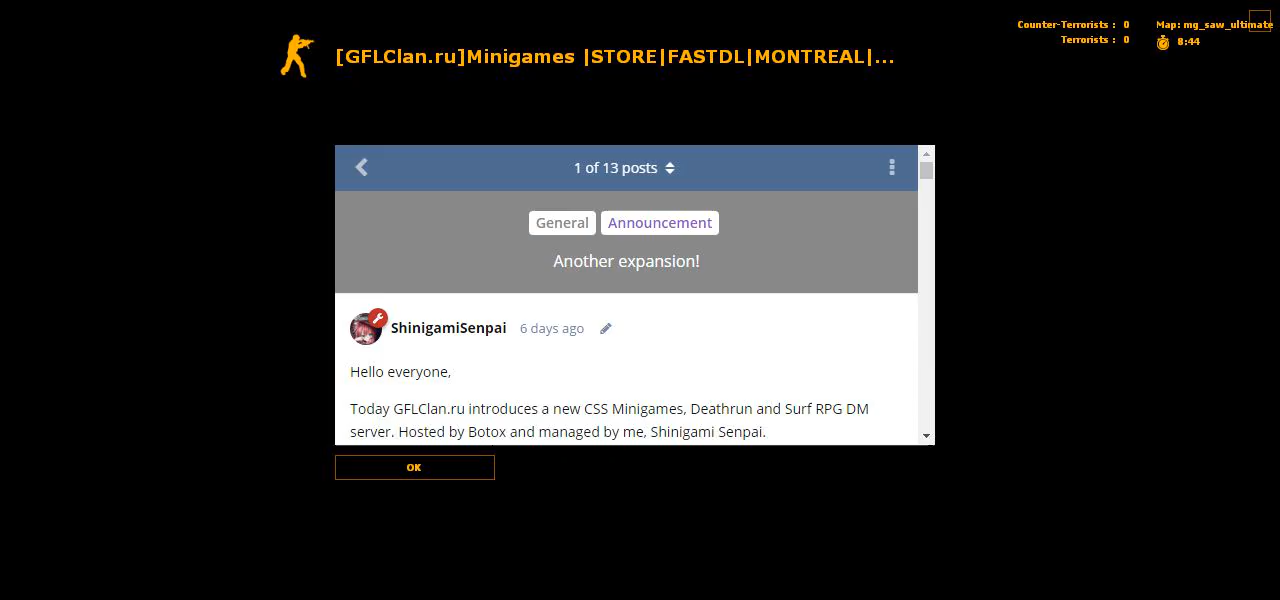 Counter-Terrorists : 0
Terrorists : 0
Map: mg_saw_ultimate
8:44
[GFLClan.ru]Minigames |STORE|FASTDL|MONTREAL|...
1 of 13 posts
General Announcement
Another expansion!
ShinigamiSenpai 6 days ago
Hello everyone,
Today GFLClan.ru introduces a new CSS Minigames, Deathrun and Surf RPG DM
server. Hosted by Botox and managed by me, Shinigami Senpai.
OK